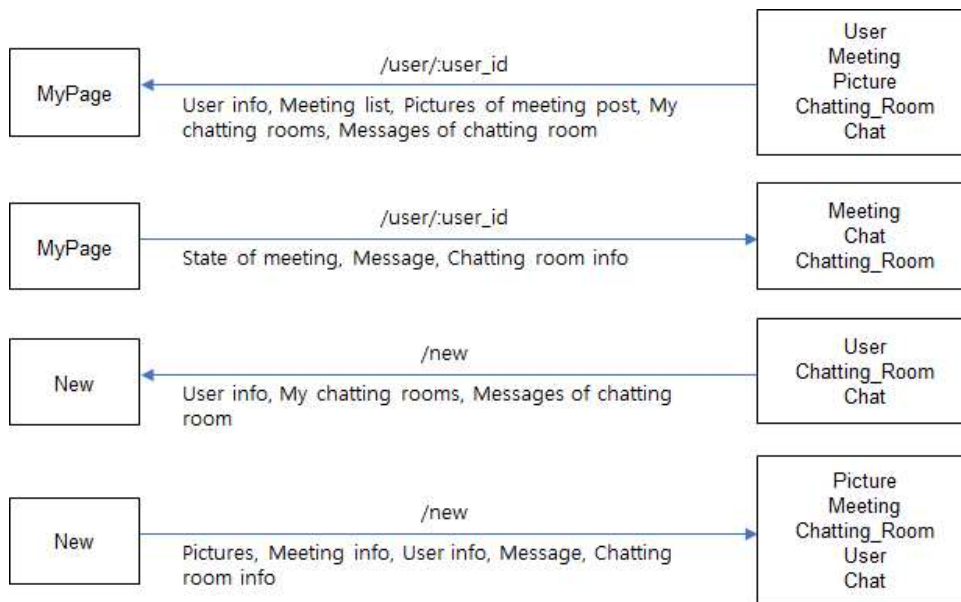 MyPage
/user/:user_id
User info, Meeting list, Pictures of meeting post, My
chatting rooms, Messages of chatting room
User
Meeting
Picture
Chatting_Room
Chat
MyPage
/user/:user_id
State of meeting, Message, Chatting room info
Meeting
Chat
Chatting_Room
New
/new
User info, My chatting rooms, Messages of chatting
room
User
Chatting_Room
Chat
New
/new
Pictures, Meeting info, User info, Message, Chatting
room info
Picture
Meeting
Chatting_Room
User
Chat